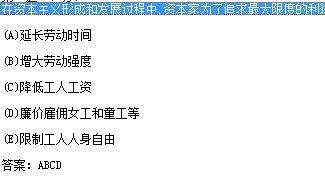 在资本主义形成和发展过程中,资本家为了追求最大限度的利
(A)延长劳动时间
(B)增大劳动强度
(C)降低工人工资
(D)廉价雇佣女工和童工等
(E)限制工人人身自由
答案：ABCD